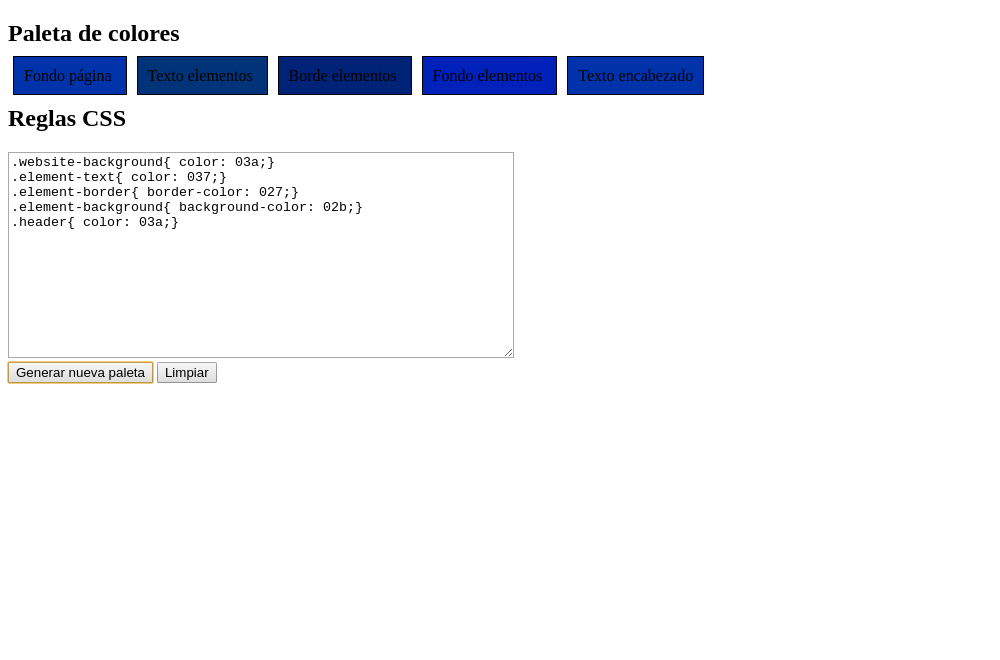 Paleta de colores
Fondo página Texto elementos Borde elementos Fondo elementos Texto encabezado
Reglas CSS
.website-background{ color: 03a;}
.element-text{ color: 037;}
.element-border{ border-color: 027;}
.element-background{ background-color: 02b;}
.header{ color: 03a;}
Generar nueva paleta Limpiar